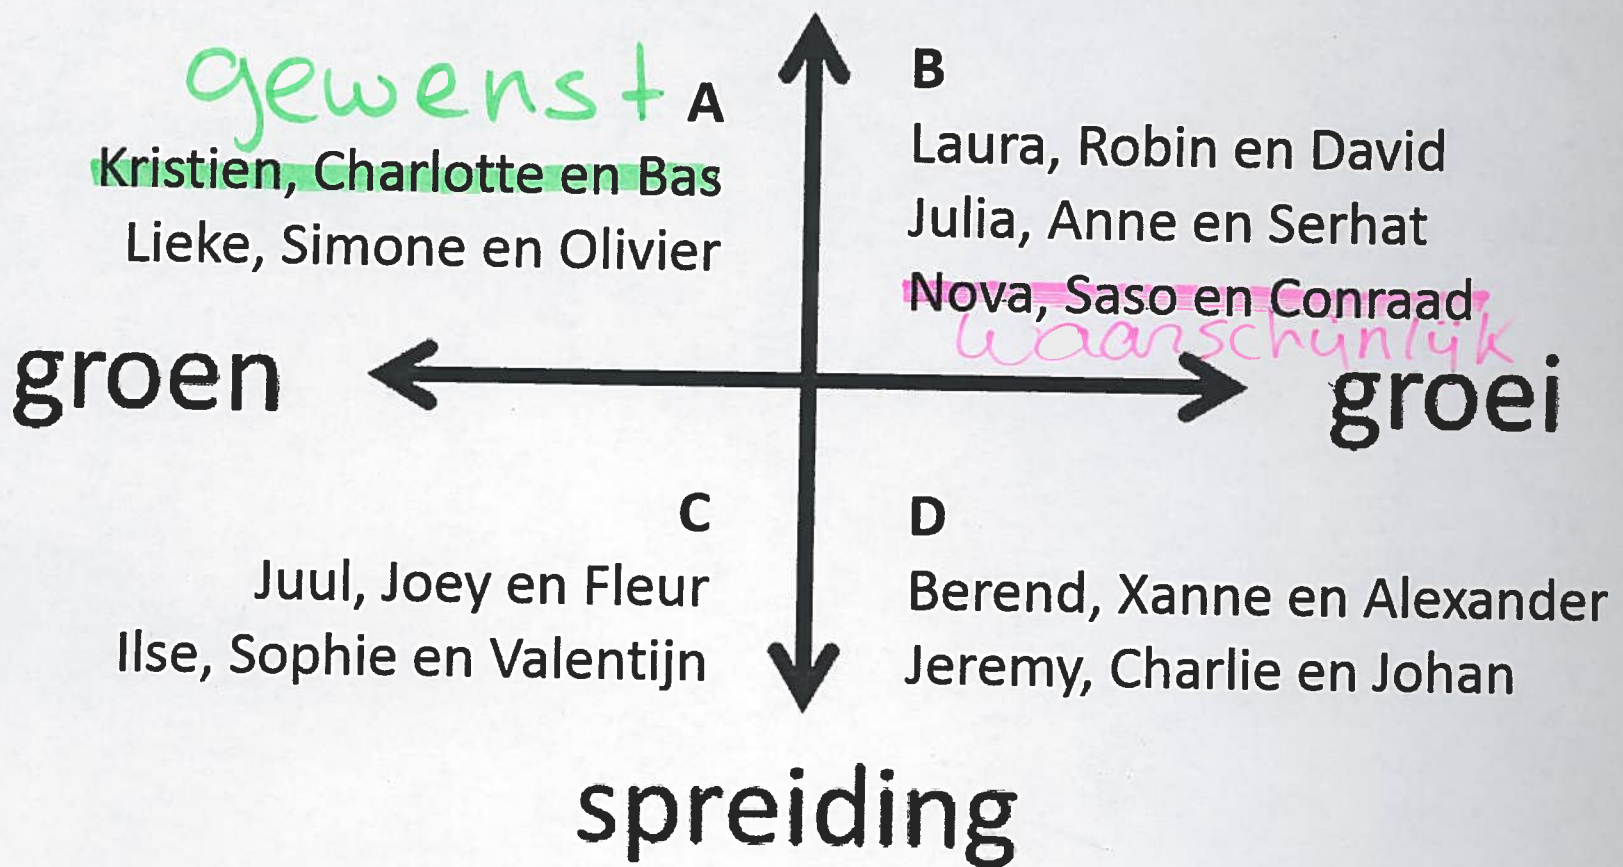 gewenst
A
Kristien, Charlotte en Bas
Lieke, Simone en Olivier
B
Laura, Robin en David
Julia, Anne en Serhat
Nova, Saso en Conraad
waarschijnlijk
groen
groei
C
Juul, Joey en Fleur
Ilse, Sophie en Valentijn
D
Berend, Xanne en Alexander
Jeremy, Charlie en Johan
spreiding